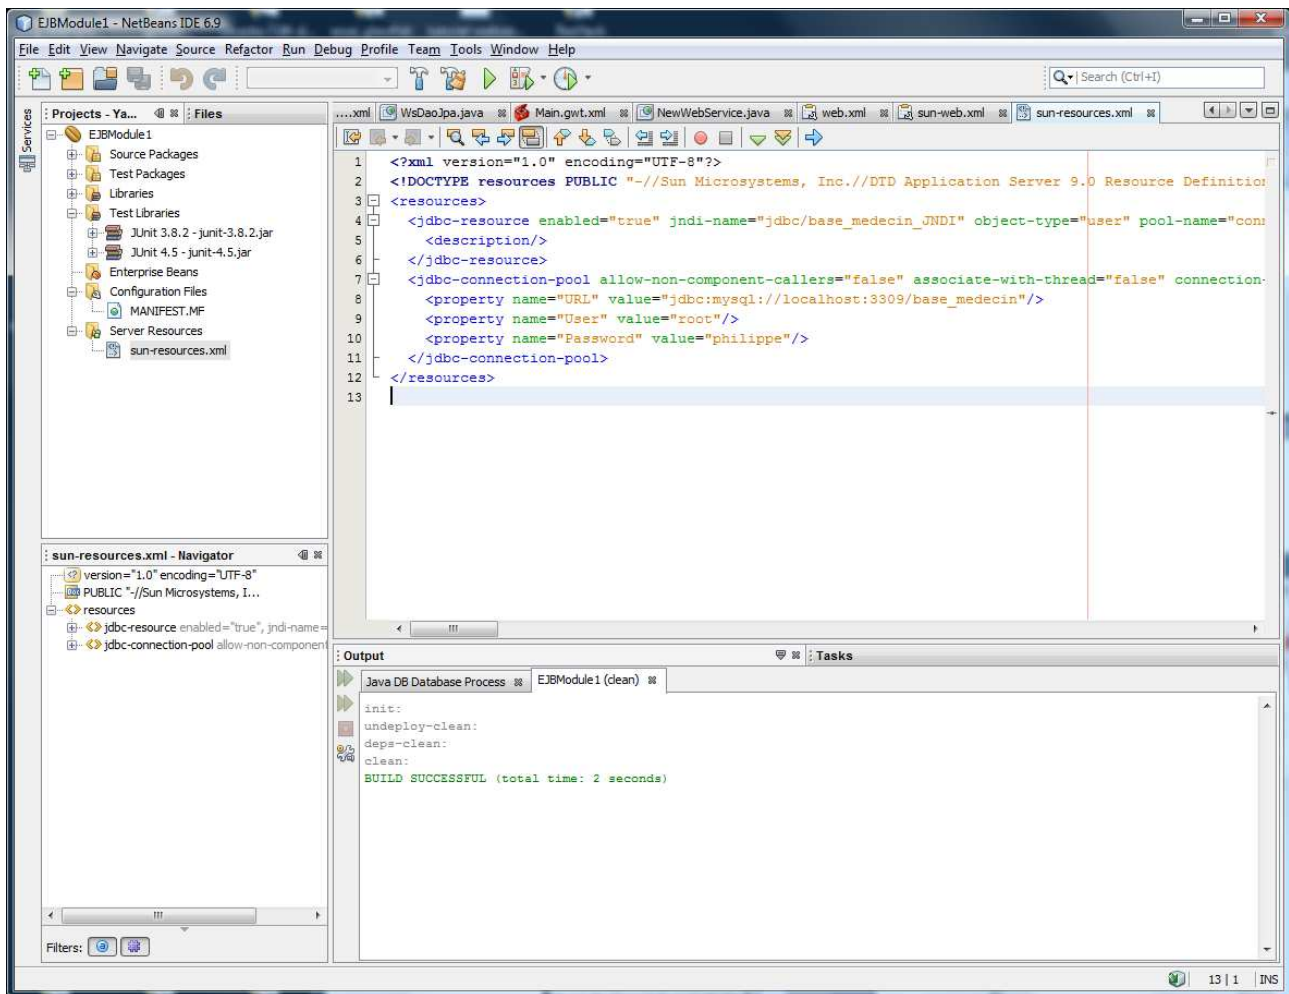 EJBModule1 - NetBeans IDE 6.9
File Edit View Navigate Source Refactor Run Debug Profile Team Tools Window Help
Search (Ctrl+I)
Services
Projects - Ya...
Files
EJBModule1
Source Packages
Test Packages
Libraries
Test Libraries
JUnit 3.8.2 - junit-3.8.2.jar
JUnit 4.5 - junit-4.5.jar
Enterprise Beans
Configuration Files
MANIFEST.MF
Server Resources
sun-resources.xml
....xml WsDaoJpa.java Main.gwt.xml NewWebService.java web.xml sun-web.xml sun-resources.xml
1 <?xml version="1.0" encoding="UTF-8"?>
2 <!DOCTYPE resources PUBLIC "-//Sun Microsystems, Inc.//DTD Application Server 9.0 Resource Definition
3 <resources>
4 <jdbc-resource enabled="true" jndi-name="jdbc/base_medecin_JNDI" object-type="user" pool-name="conn
5 <description/>
6 </jdbc-resource>
7 <jdbc-connection-pool allow-non-component-callers="false" associate-with-thread="false" connection-
8 <property name="URL" value="jdbc:mysql://localhost:3309/base_medecin"/>
9 <property name="User" value="root"/>
10 <property name="Password" value="philippe"/>
11 </jdbc-connection-pool>
12 </resources>
13
sun-resources.xml - Navigator
version="1.0" encoding="UTF-8"
PUBLIC "-//Sun Microsystems, I...
resources
jdbc-resource enabled="true", jndi-name=
jdbc-connection-pool allow-non-component
Filters:
Output
Tasks
Java DB Database Process EJBModule1 (clean)
init:
undeploy-clean:
deps-clean:
clean:
BUILD SUCCESSFUL (total time: 2 seconds)
13 | 1 INS